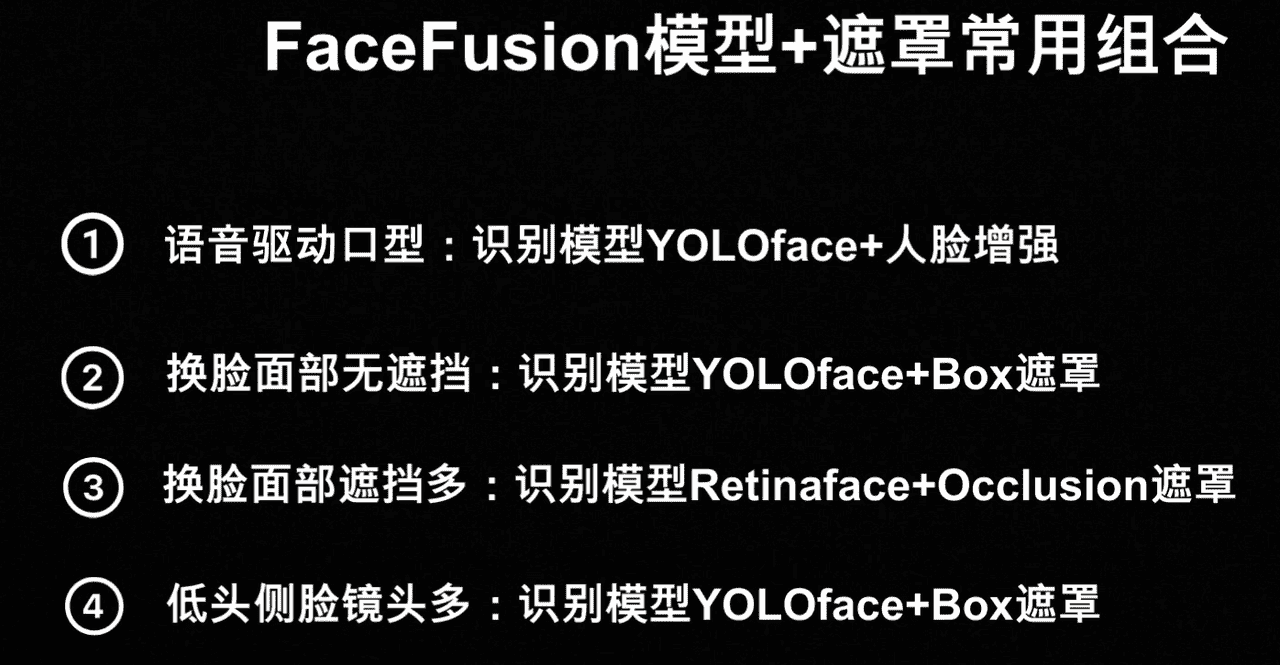 FaceFusion模型+遮罩常用组合
① 语音驱动口型：识别模型YOLOface+人脸增强
② 换脸面部无遮挡：识别模型YOLOface+Box遮罩
③ 换脸面部遮挡多：识别模型Retinaface+Occlusion遮罩
④ 低头侧脸镜头多：识别模型YOLOface+Box遮罩